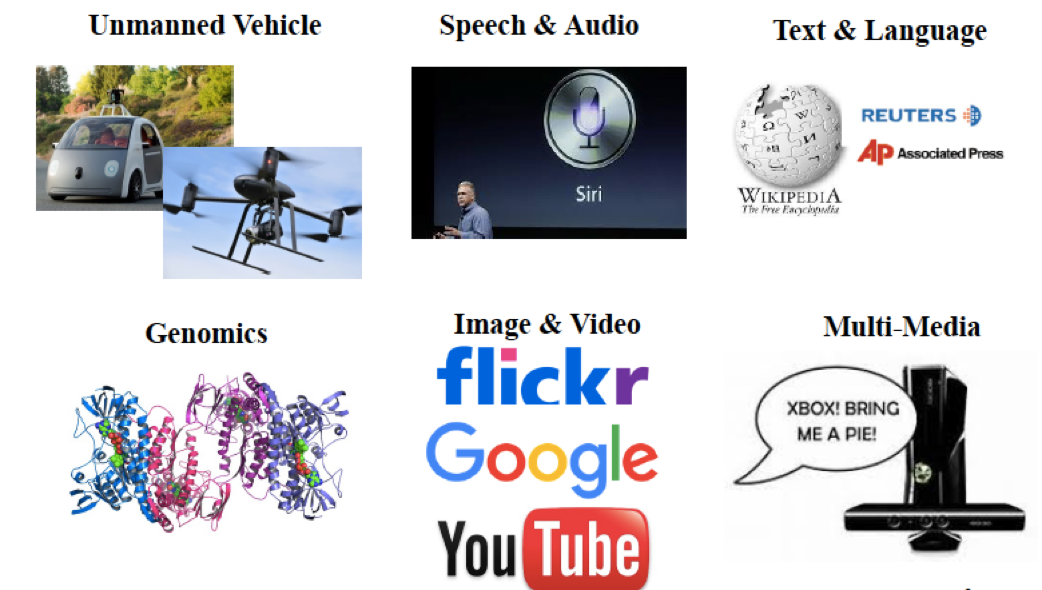 Unmanned Vehicle
Speech & Audio
Text & Language
Siri
WIKIPEDIA
The Free Encyclopedia
REUTERS
AP Associated Press
Genomics
Image & Video
Multi-Media
flickr
Google
YouTube
XBOX! BRING
ME A PIE!